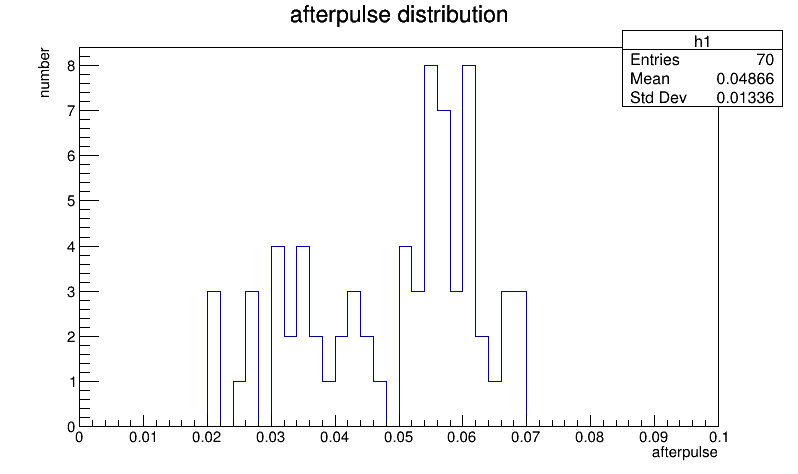 afterpulse distribution
h1
Entries 70
Mean 0.04866
Std Dev 0.01336
number
8
7
6
5
4
3
2
1
0
0 0.01 0.02 0.03 0.04 0.05 0.06 0.07 0.08 0.09 0.1
afterpulse